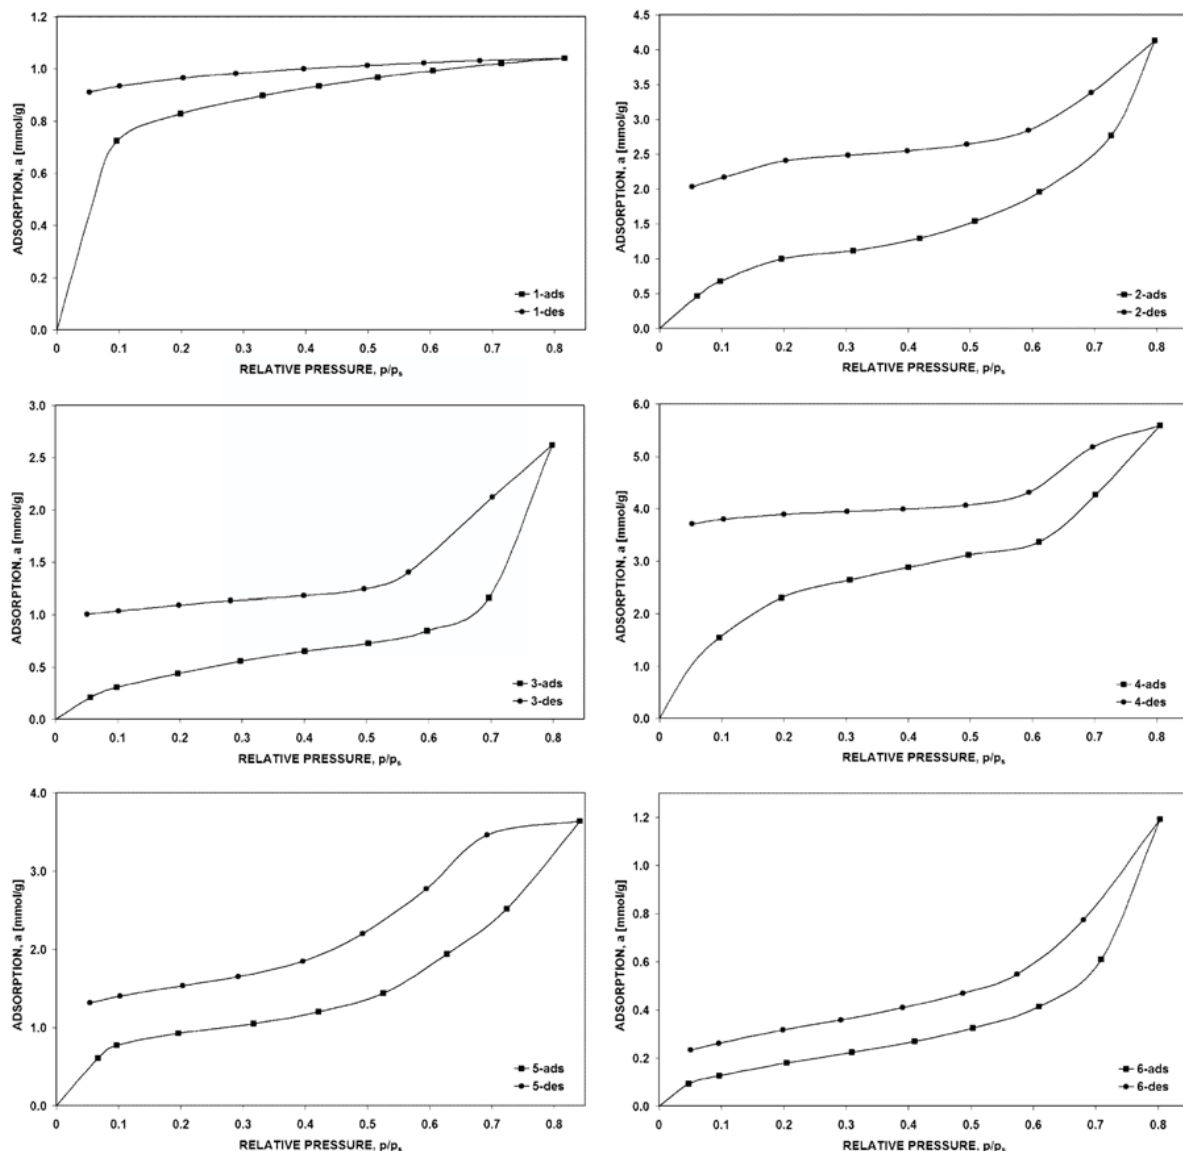 1.2
1.0
0.8
0.6
0.4
0.2
0.0
ADSORPTION, a [mmol/g]
1-ads
1-des
0 0.1 0.2 0.3 0.4 0.5 0.6 0.7 0.8
RELATIVE PRESSURE, p/ps
4.5
4.0
3.5
3.0
2.5
2.0
1.5
1.0
0.5
0.0
ADSORPTION, a [mmol/g]
2-ads
2-des
0 0.1 0.2 0.3 0.4 0.5 0.6 0.7 0.8
RELATIVE PRESSURE, p/ps
3.0
2.5
2.0
1.5
1.0
0.5
0.0
ADSORPTION, a [mmol/g]
3-ads
3-des
0 0.1 0.2 0.3 0.4 0.5 0.6 0.7 0.8
RELATIVE PRESSURE, p/ps
6.0
5.0
4.0
3.0
2.0
1.0
0.0
ADSORPTION, a [mmol/g]
4-ads
4-des
0 0.1 0.2 0.3 0.4 0.5 0.6 0.7 0.8
RELATIVE PRESSURE, p/ps
4.0
3.0
2.0
1.0
0.0
ADSORPTION, a [mmol/g]
5-ads
5-des
0 0.1 0.2 0.3 0.4 0.5 0.6 0.7 0.8
RELATIVE PRESSURE, p/ps
1.2
1.0
0.8
0.6
0.4
0.2
0.0
ADSORPTION, a [mmol/g]
6-ads
6-des
0 0.1 0.2 0.3 0.4 0.5 0.6 0.7 0.8
RELATIVE PRESSURE, p/ps